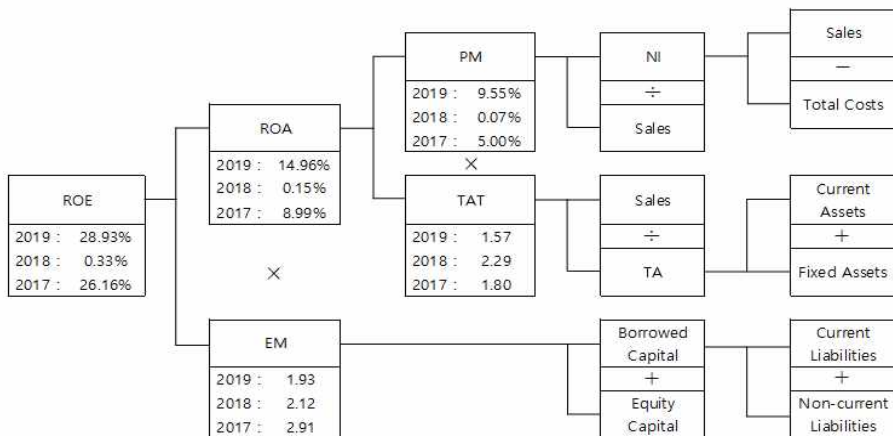 ROE
2019 : 28.93%
2018 : 0.33%
2017 : 26.16%
ROA
2019 : 14.96%
2018 : 0.15%
2017 : 8.99%
×
EM
2019 : 1.93
2018 : 2.12
2017 : 2.91
PM
2019 : 9.55%
2018 : 0.07%
2017 : 5.00%
×
TAT
2019 : 1.57
2018 : 2.29
2017 : 1.80
NI
÷
Sales
Sales
÷
TA
Borrowed
Capital
+
Equity
Capital
Sales
−
Total Costs
Current
Assets
+
Fixed Assets
Current
Liabilities
+
Non-current
Liabilities